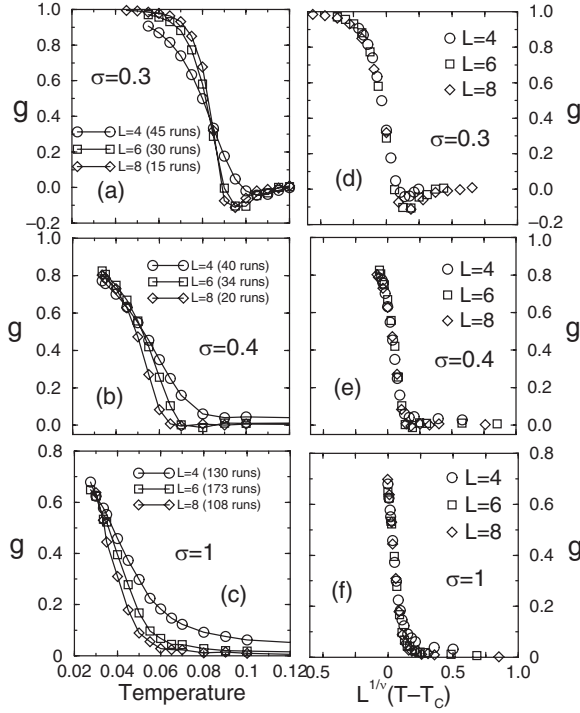 1.0
0.8
0.6
0.4
0.2
0.0
−0.2
g
σ=0.3
L=4 (45 runs)
L=6 (30 runs)
L=8 (15 runs)
(a)
1.0
0.8
0.6
0.4
0.2
0.0
−0.2
g
L=4
L=6
L=8
σ=0.3
(d)
1.0
0.8
0.6
0.4
0.2
0.0
g
L=4 (40 runs)
L=6 (34 runs)
L=8 (20 runs)
σ=0.4
(b)
1.0
0.8
0.6
0.4
0.2
0.0
g
L=4
L=6
L=8
σ=0.4
(e)
0.8
0.6
0.4
0.2
0
g
L=4 (130 runs)
L=6 (173 runs)
L=8 (108 runs)
σ=1
(c)
0.02 0.04 0.06 0.08 0.10 0.12
Temperature
0.8
0.6
0.4
0.2
0
g
L=4
L=6
L=8
σ=1
(f)
0 0.5 1.0
L1/ν(T−TC)